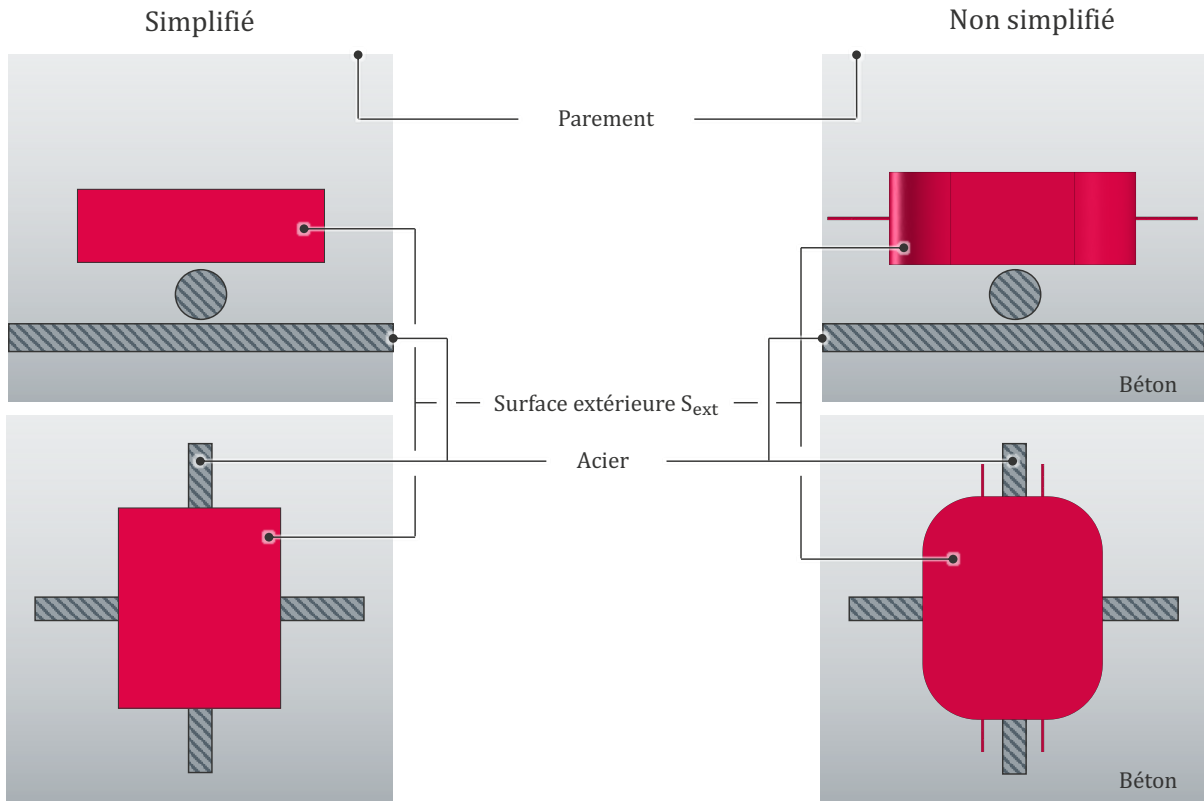 Simplifié
Non simplifié
Parement
Béton
Surface extérieure Sext
Acier
Béton